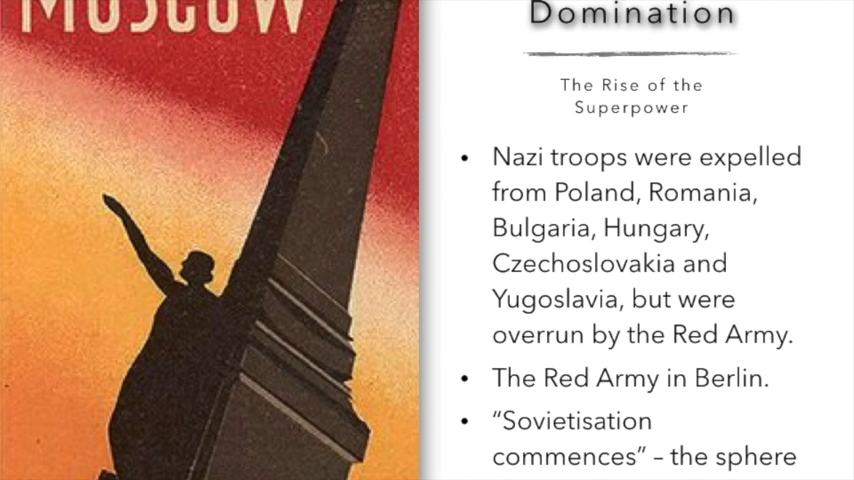 MOSCOW
Domination
The Rise of the
Superpower
• Nazi troops were expelled
from Poland, Romania,
Bulgaria, Hungary,
Czechoslovakia and
Yugoslavia, but were
overrun by the Red Army.
• The Red Army in Berlin.
• “Sovietisation
commences” – the sphere